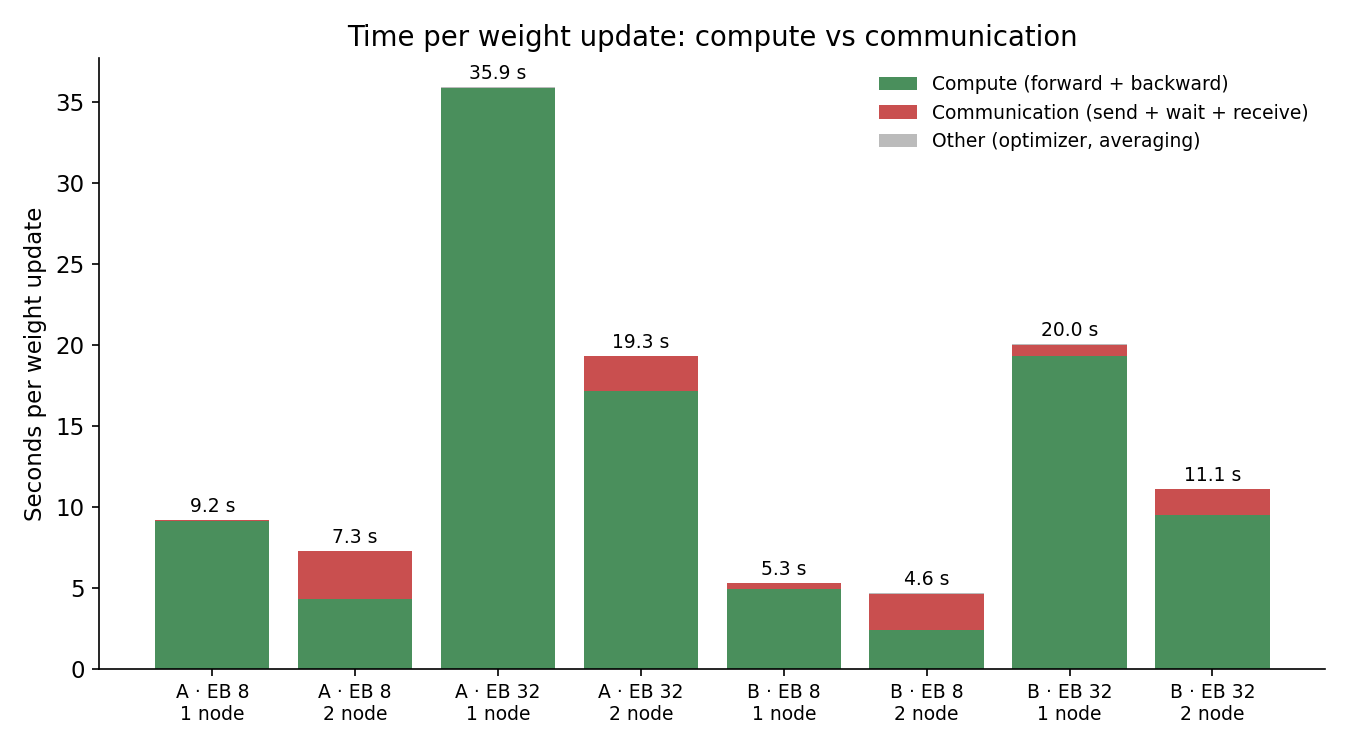 Time per weight update: compute vs communication
Compute (forward + backward)
Communication (send + wait + receive)
Other (optimizer, averaging)
Seconds per weight update
35
30
25
20
15
10
5
0
9.2 s
7.3 s
35.9 s
19.3 s
5.3 s
4.6 s
20.0 s
11.1 s
A · EB 8
1 node
A · EB 8
2 node
A · EB 32
1 node
A · EB 32
2 node
B · EB 8
1 node
B · EB 8
2 node
B · EB 32
1 node
B · EB 32
2 node